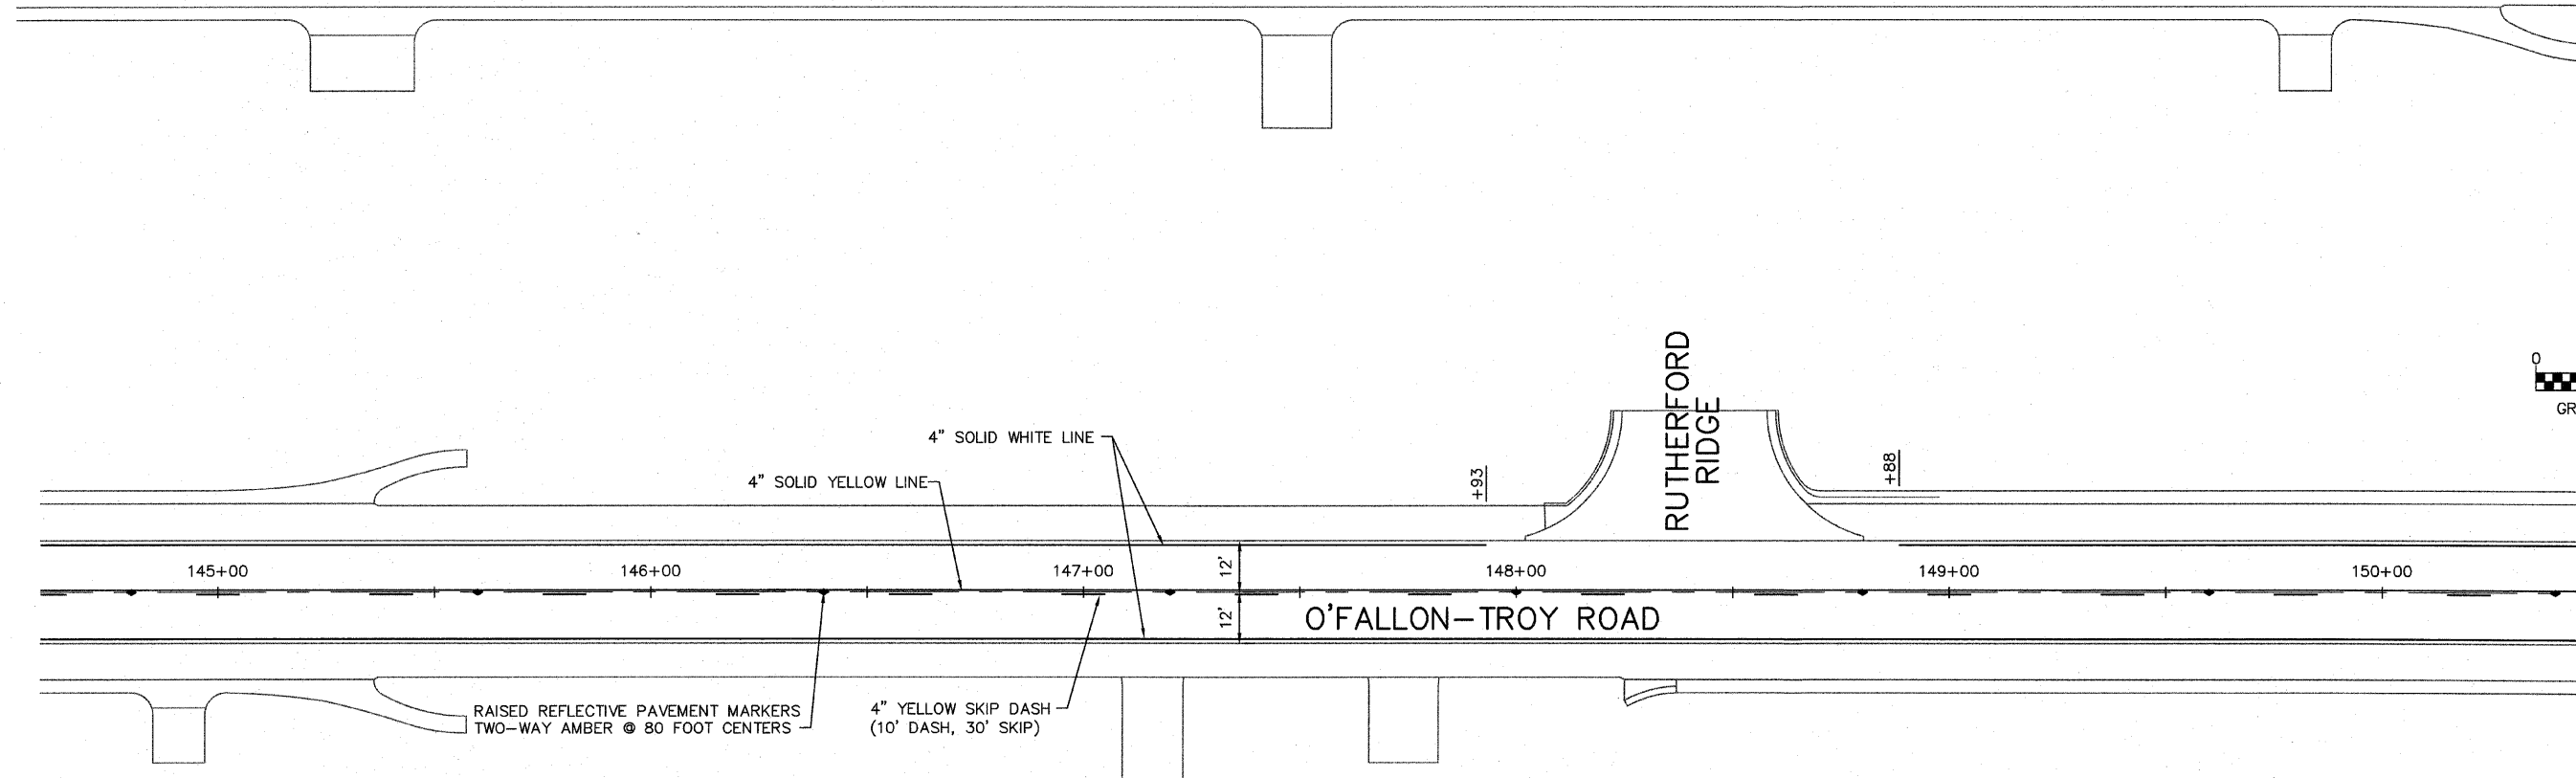 0
GR
RUTHERFORD
RIDGE
4" SOLID WHITE LINE
4" SOLID YELLOW LINE
+93
+88
12'
145+00
146+00
147+00
148+00
149+00
150+00
12'
O'FALLON-TROY ROAD
RAISED REFLECTIVE PAVEMENT MARKERS
TWO-WAY AMBER @ 80 FOOT CENTERS
4" YELLOW SKIP DASH
(10' DASH, 30' SKIP)